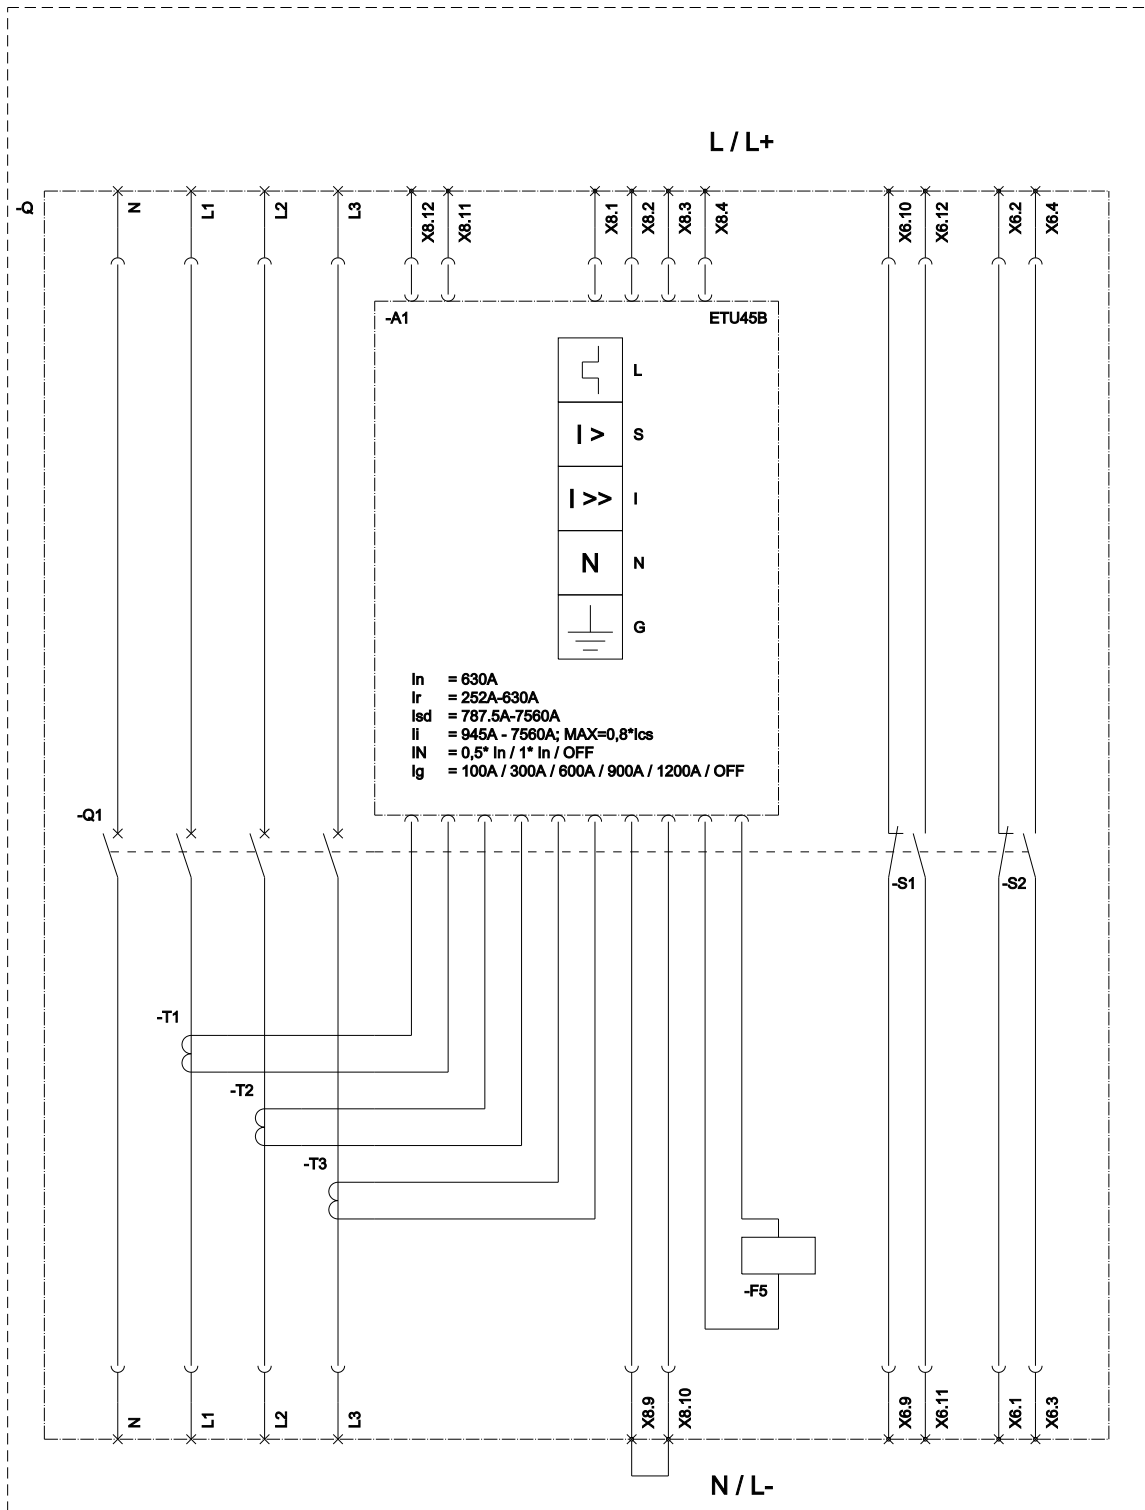 L / L+
-Q
N
L1
L2
L3
X8.12
X8.11
X8.1
X8.2
X8.3
X8.4
X6.10
X6.12
X6.2
X6.4
-A1
ETU45B
L
I > S
I >> I
N N
G
In = 630A
Ir = 252A-630A
Isd = 787.5A-7560A
Ii = 945A - 7560A; MAX=0,8*Ics
IN = 0,5* In / 1* In / OFF
Ig = 100A / 300A / 600A / 900A / 1200A / OFF
-Q1
-S1
-S2
-T1
-T2
-T3
-F5
N
L1
L2
L3
X8.9
X8.10
X6.9
X6.11
X6.1
X6.3
N / L-